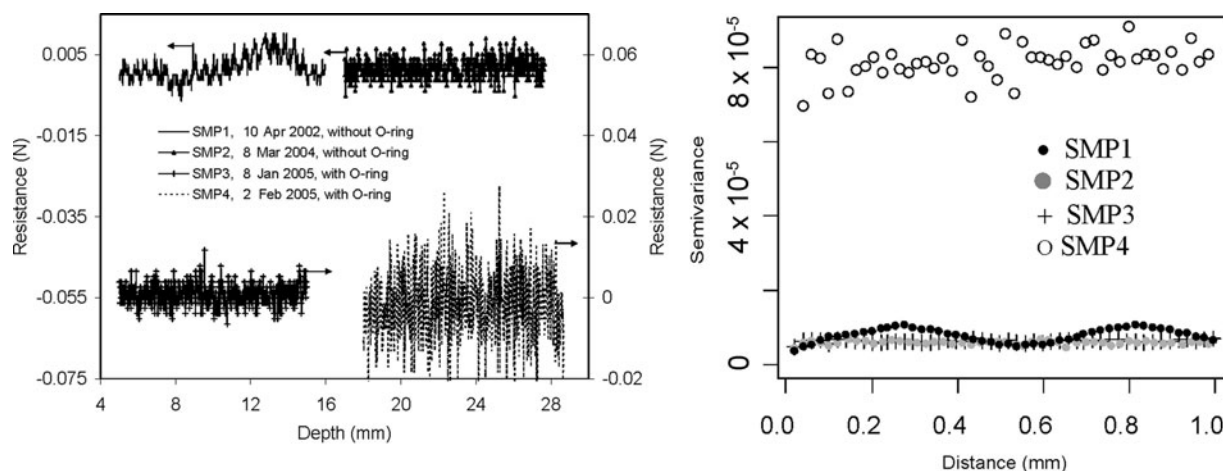 0.005
-0.015
-0.035
-0.055
-0.075
Resistance (N)
SMP1, 10 Apr 2002, without O-ring
SMP2, 8 Mar 2004, without O-ring
SMP3, 8 Jan 2005, with O-ring
SMP4, 2 Feb 2005, with O-ring
0.06
0.04
0.02
0
-0.02
Resistance (N)
4 8 12 16 20 24 28
Depth (mm)
8 x 10-5
4 x 10-5
0
Semivariance
SMP1
SMP2
SMP3
SMP4
0.0 0.2 0.4 0.6 0.8 1.0
Distance (mm)